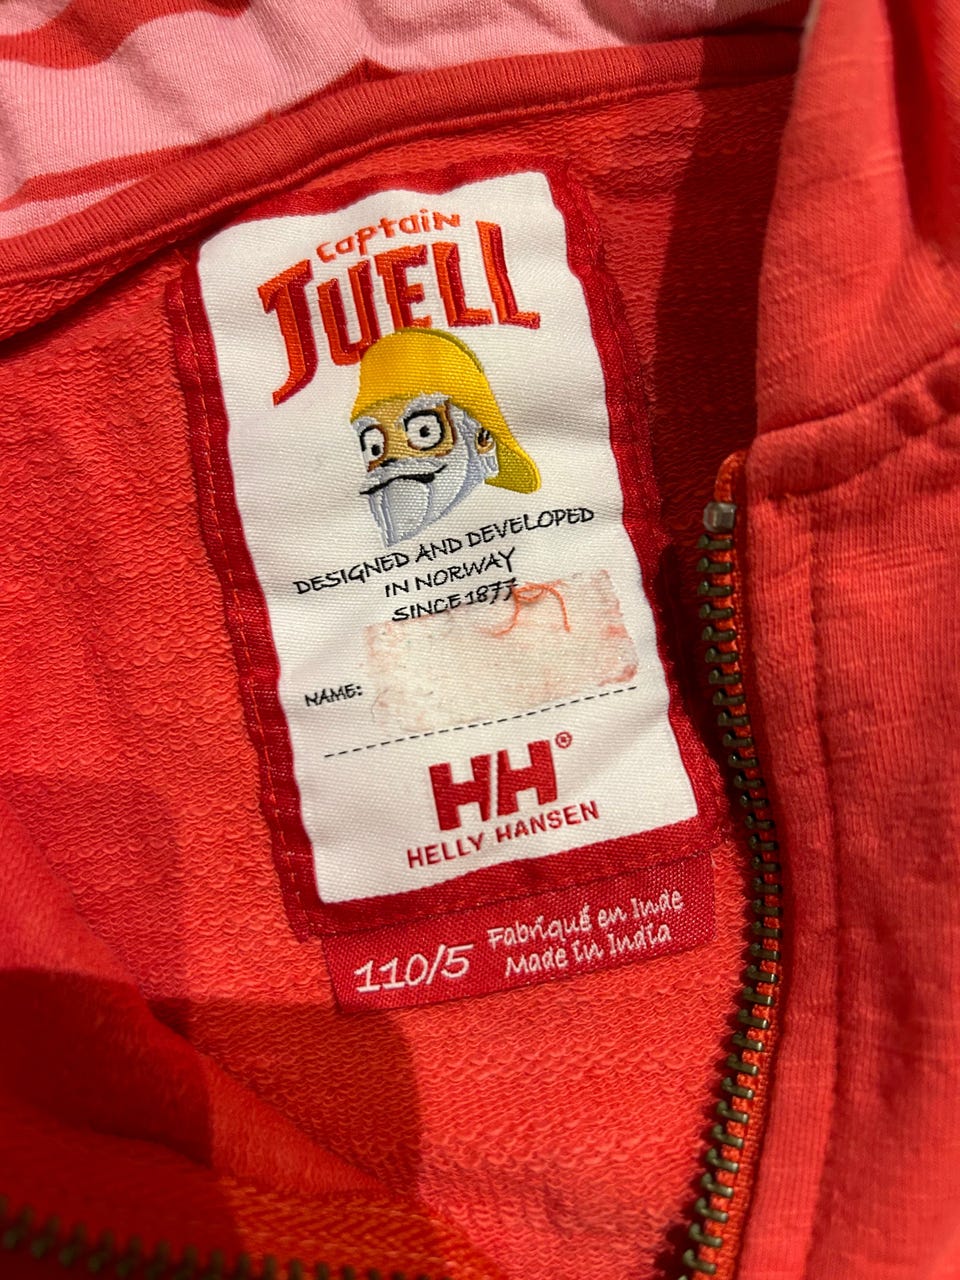 Captain
JUELL
DESIGNED AND DEVELOPED
IN NORWAY
SINCE 1877
NAME:
HH®
HELLY HANSEN
110/5
Fabriqué en Inde
Made in India